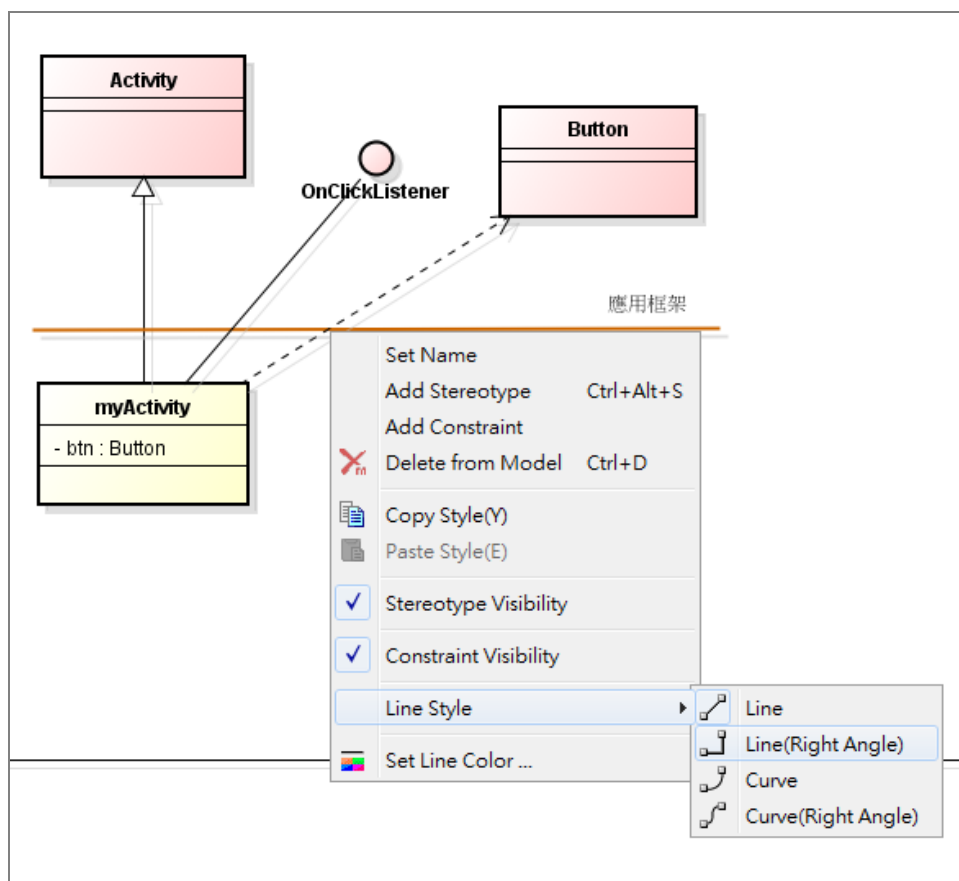 Activity
Button
OnClickListener
應用框架
myActivity
- btn : Button
Set Name
Add Stereotype Ctrl+Alt+S
Add Constraint
Delete from Model Ctrl+D
Copy Style(Y)
Paste Style(E)
Stereotype Visibility
Constraint Visibility
Line Style
Set Line Color ...
Line
Line(Right Angle)
Curve
Curve(Right Angle)